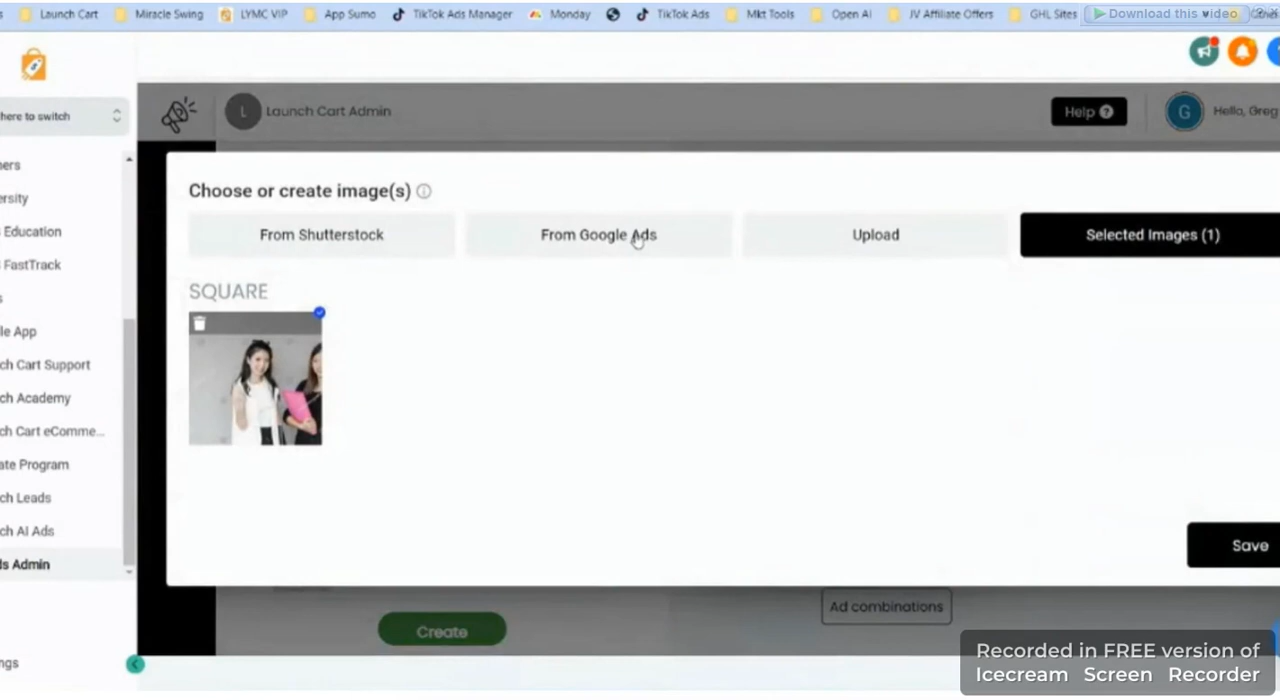 Launch Cart Miracle Swing LYMC VIP App Sumo TikTok Ads Manager Monday TikTok Ads Mkt Tools Open AI JV Affiliate Offers GHL Sites Download this video
here to switch
L Launch Cart Admin Help ? G Hello, Greg
ners
ersity
Education
FastTrack
s
le App
ch Cart Support
ch Academy
ch Cart eComme...
ate Program
ch Leads
ch AI Ads
ds Admin
ngs
Choose or create image(s)
From Shutterstock From Google Ads Upload Selected Images (1)
SQUARE
Save
Ad combinations
Create
Recorded in FREE version of
Icecream Screen Recorder